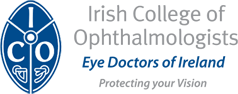 I
C O
Irish College of
Ophthalmologists
Eye Doctors of Ireland
Protecting your Vision